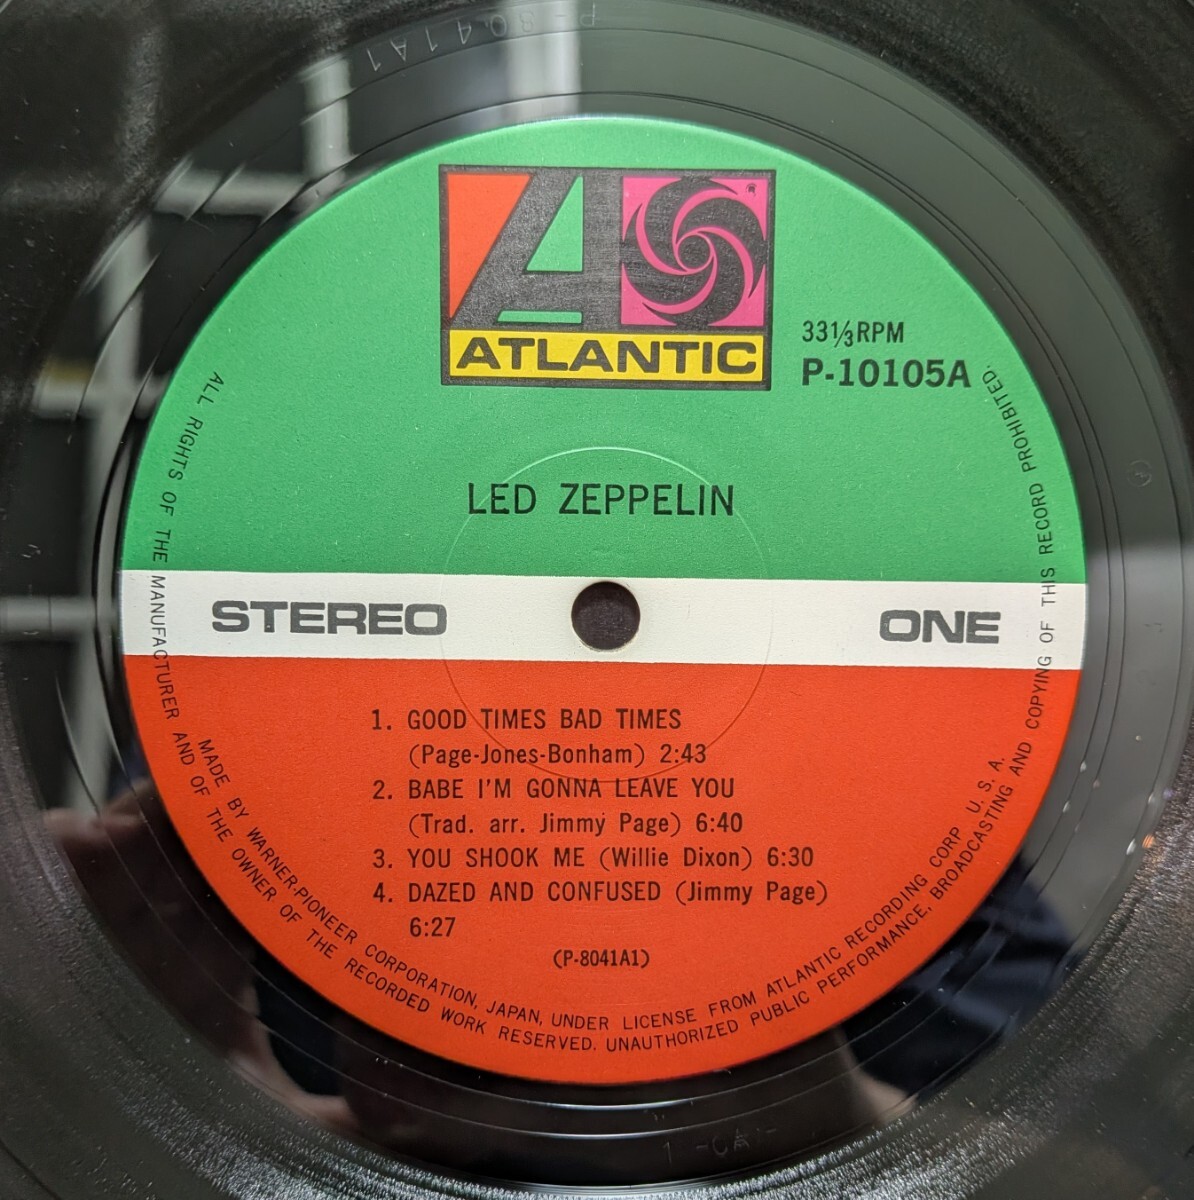 P-8041A1
ATLANTIC
®
33⅓RPM
P-10105A
LED ZEPPELIN
STEREO
ONE
1. GOOD TIMES BAD TIMES
(Page-Jones-Bonham) 2:43
2. BABE I'M GONNA LEAVE YOU
(Trad. arr. Jimmy Page) 6:40
3. YOU SHOOK ME (Willie Dixon) 6:30
4. DAZED AND CONFUSED (Jimmy Page)
6:27
(P-8041A1)
MADE BY WARNER-PIONEER CORPORATION, JAPAN, UNDER LICENSE FROM ATLANTIC RECORDING CORP. U. S. A.
ALL RIGHTS OF THE MANUFACTURER AND OF THE OWNER OF THE RECORDED WORK RESERVED. UNAUTHORIZED PUBLIC PERFORMANCE, BROADCASTING AND COPYING OF THIS RECORD PROHIBITED.